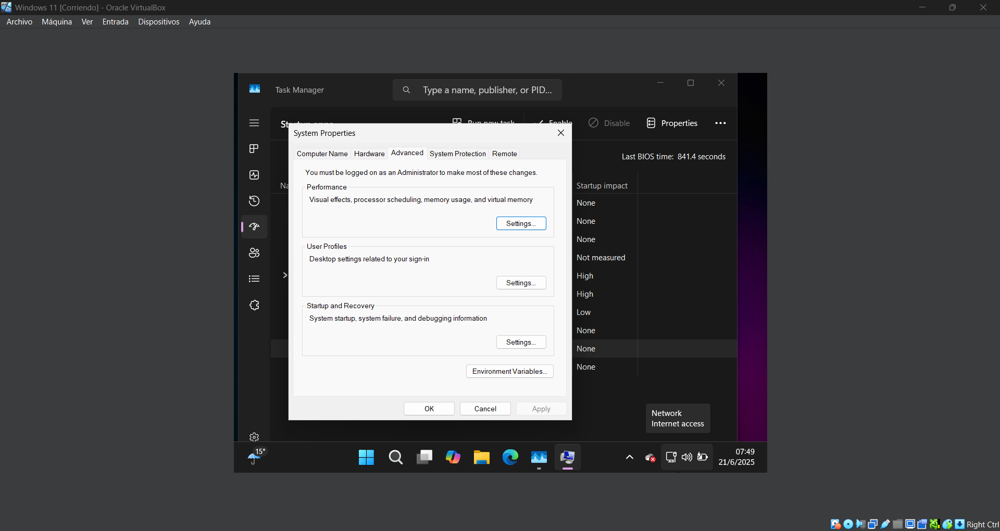 Windows 11 [Corriendo] - Oracle VirtualBox
Archivo Máquina Ver Entrada Dispositivos Ayuda
Task Manager
Type a name, publisher, or PID...
Startup apps
Run new task
Enable
Disable
Properties
System Properties
Computer Name
Hardware
Advanced
System Protection
Remote
Last BIOS time: 841.4 seconds
You must be logged on as an Administrator to make most of these changes.
Na
Startup impact
Performance
Visual effects, processor scheduling, memory usage, and virtual memory
Settings...
None
None
None
User Profiles
Desktop settings related to your sign-in
Settings...
Not measured
High
High
Startup and Recovery
System startup, system failure, and debugging information
Settings...
Low
None
None
None
Environment Variables...
OK
Cancel
Apply
Network
Internet access
15°
07:49
21/6/2025
Right Ctrl